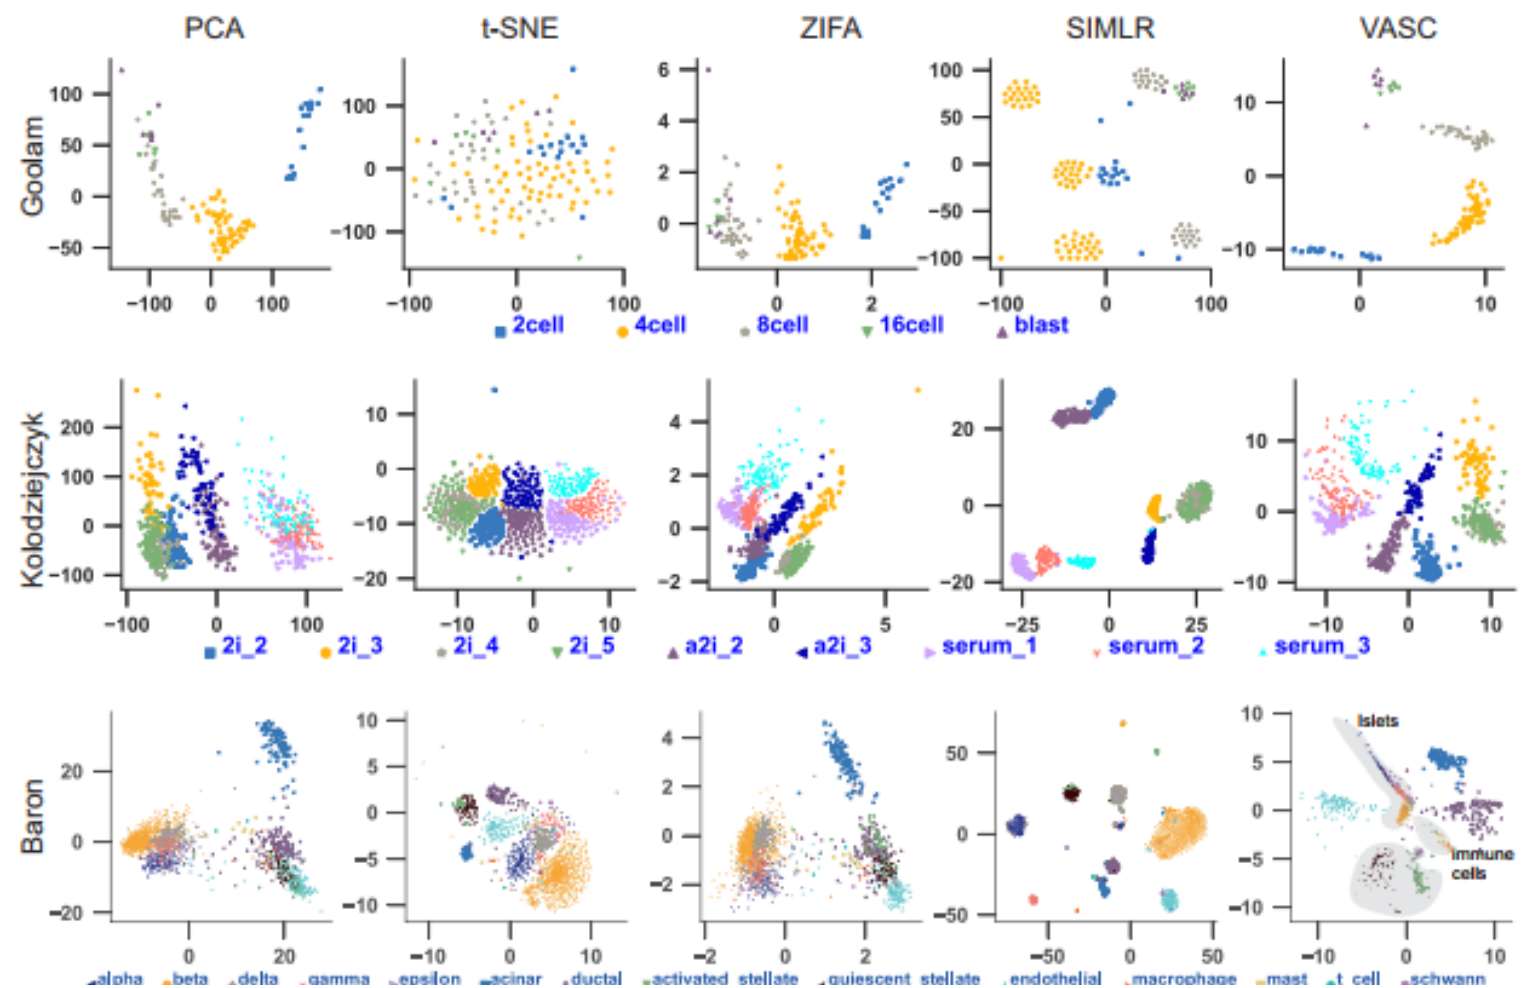 PCA t-SNE ZIFA SIMLR VASC
Goolam
100 50 0 −50
−100 0 100
100 0 −100
−100 0 100
6 4 2 0
0 2
100 50 0 −50 −100
−100 0 100
10 0 −10
0 10
2cell 4cell 8cell 16cell blast
Kolodziejczyk
200 100 0 −100
−100 0 100
10 0 −10 −20
−10 0 10
4 2 0 −2
0 5
20 0 −20
−25 0 25
10 0 −10
−10 0 10
2i_2 2i_3 2i_4 2i_5 a2i_2 a2i_3 serum_1 serum_2 serum_3
Baron
20 0 −20
0 20
10 5 0 −5 −10
−10 0 10
4 2 0 −2
−2 0 2
50 0 −50
−50 0 50
10 5 0 −5 −10
−10 0 10
Islets
Immune
cells
alpha beta delta gamma epsilon acinar ductal activated_stellate quiescent_stellate endothelial macrophage mast t_cell schwann